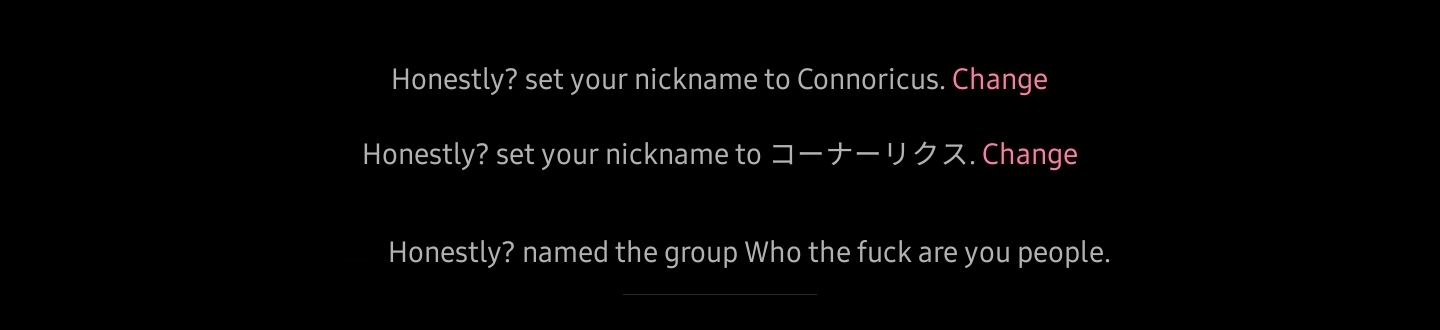 Honestly? set your nickname to Connoricus. Change
Honestly? set your nickname to コーナーリクス. Change
Honestly? named the group Who the fuck are you people.